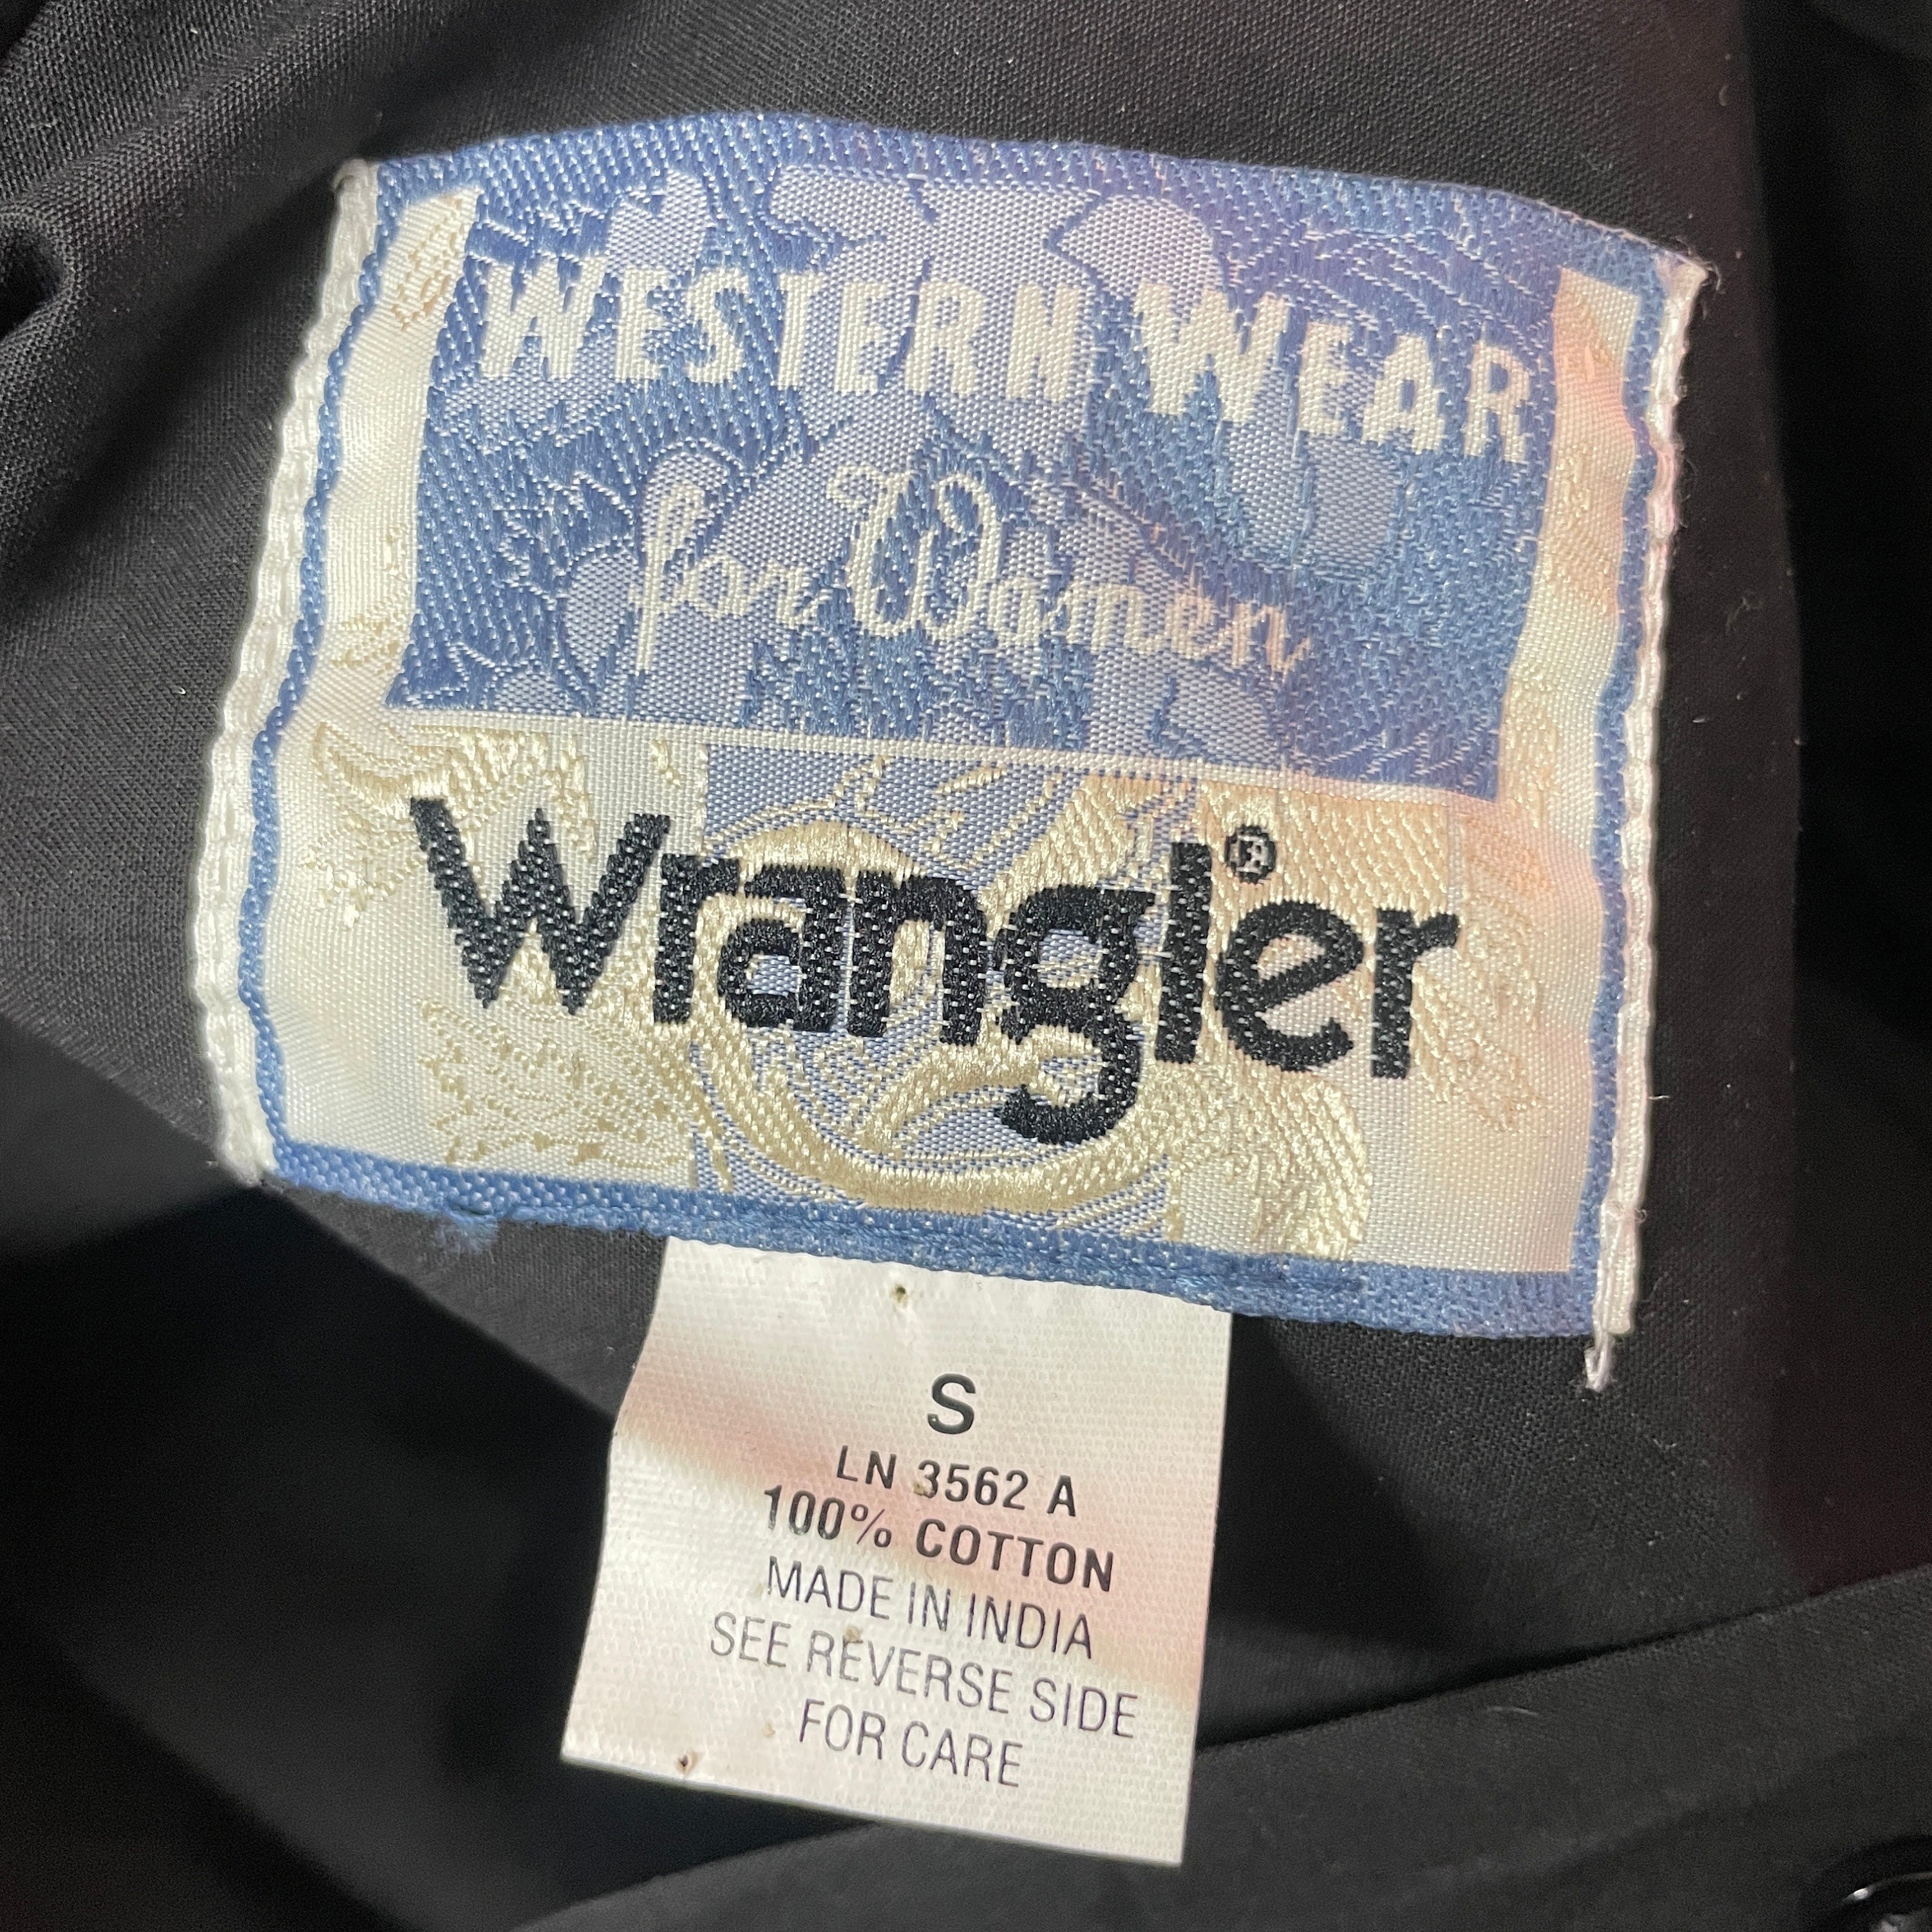 WESTERN WEAR
for Women
Wrangler®
S
LN 3562 A
100% COTTON
MADE IN INDIA
SEE REVERSE SIDE
FOR CARE